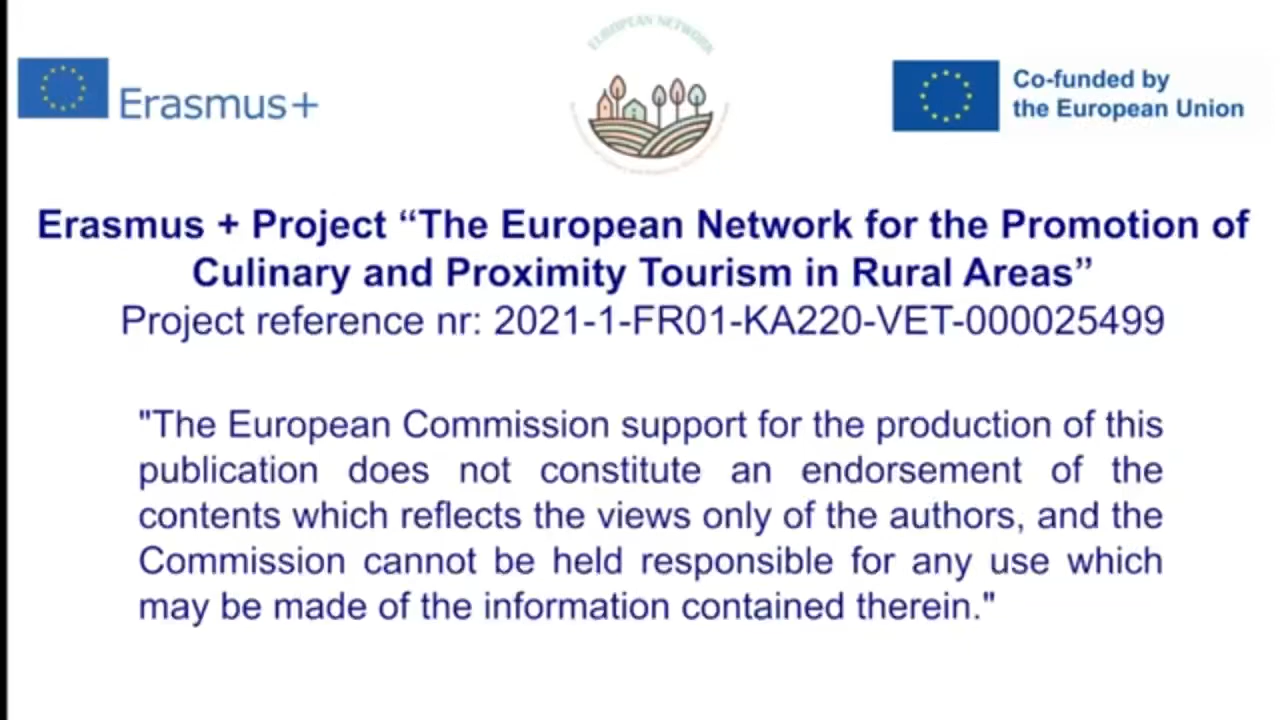 EUROPEAN NETWORK
Erasmus+
Co-funded by
the European Union
Erasmus + Project “The European Network for the Promotion of
Culinary and Proximity Tourism in Rural Areas”
Project reference nr: 2021-1-FR01-KA220-VET-000025499
"The European Commission support for the production of this
publication does not constitute an endorsement of the
contents which reflects the views only of the authors, and the
Commission cannot be held responsible for any use which
may be made of the information contained therein."